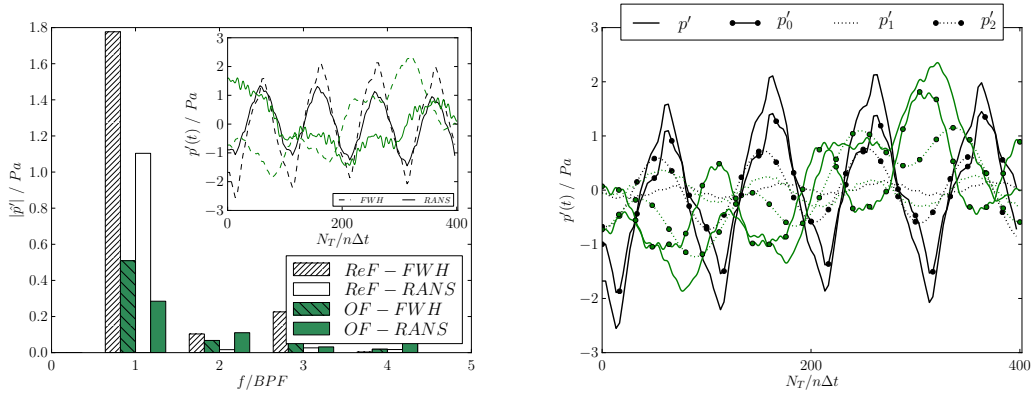 |p̂′| / Pa
1.8
1.6
1.4
1.2
1.0
0.8
0.6
0.4
0.2
0.0
0 1 2 3 4 5
f/BPF
p′(t) / Pa
3
2
1
0
−1
−2
−3
0 200 400
N_T/nΔt
FWH RANS
ReF − FWH
ReF − RANS
OF − FWH
OF − RANS
p′ p′_0 p′_1 p′_2
p′(t) / Pa
3
2
1
0
−1
−2
−3
0 200 400
N_T/nΔt